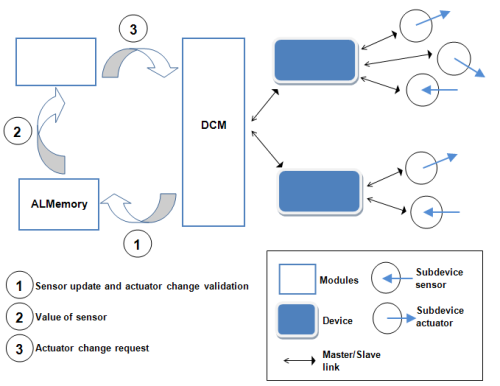 3
DCM
2
ALMemory
1
1 Sensor update and actuator change validation
2 Value of sensor
3 Actuator change request
Modules
Subdevice
sensor
Device
Subdevice
actuator
Master/Slave
link